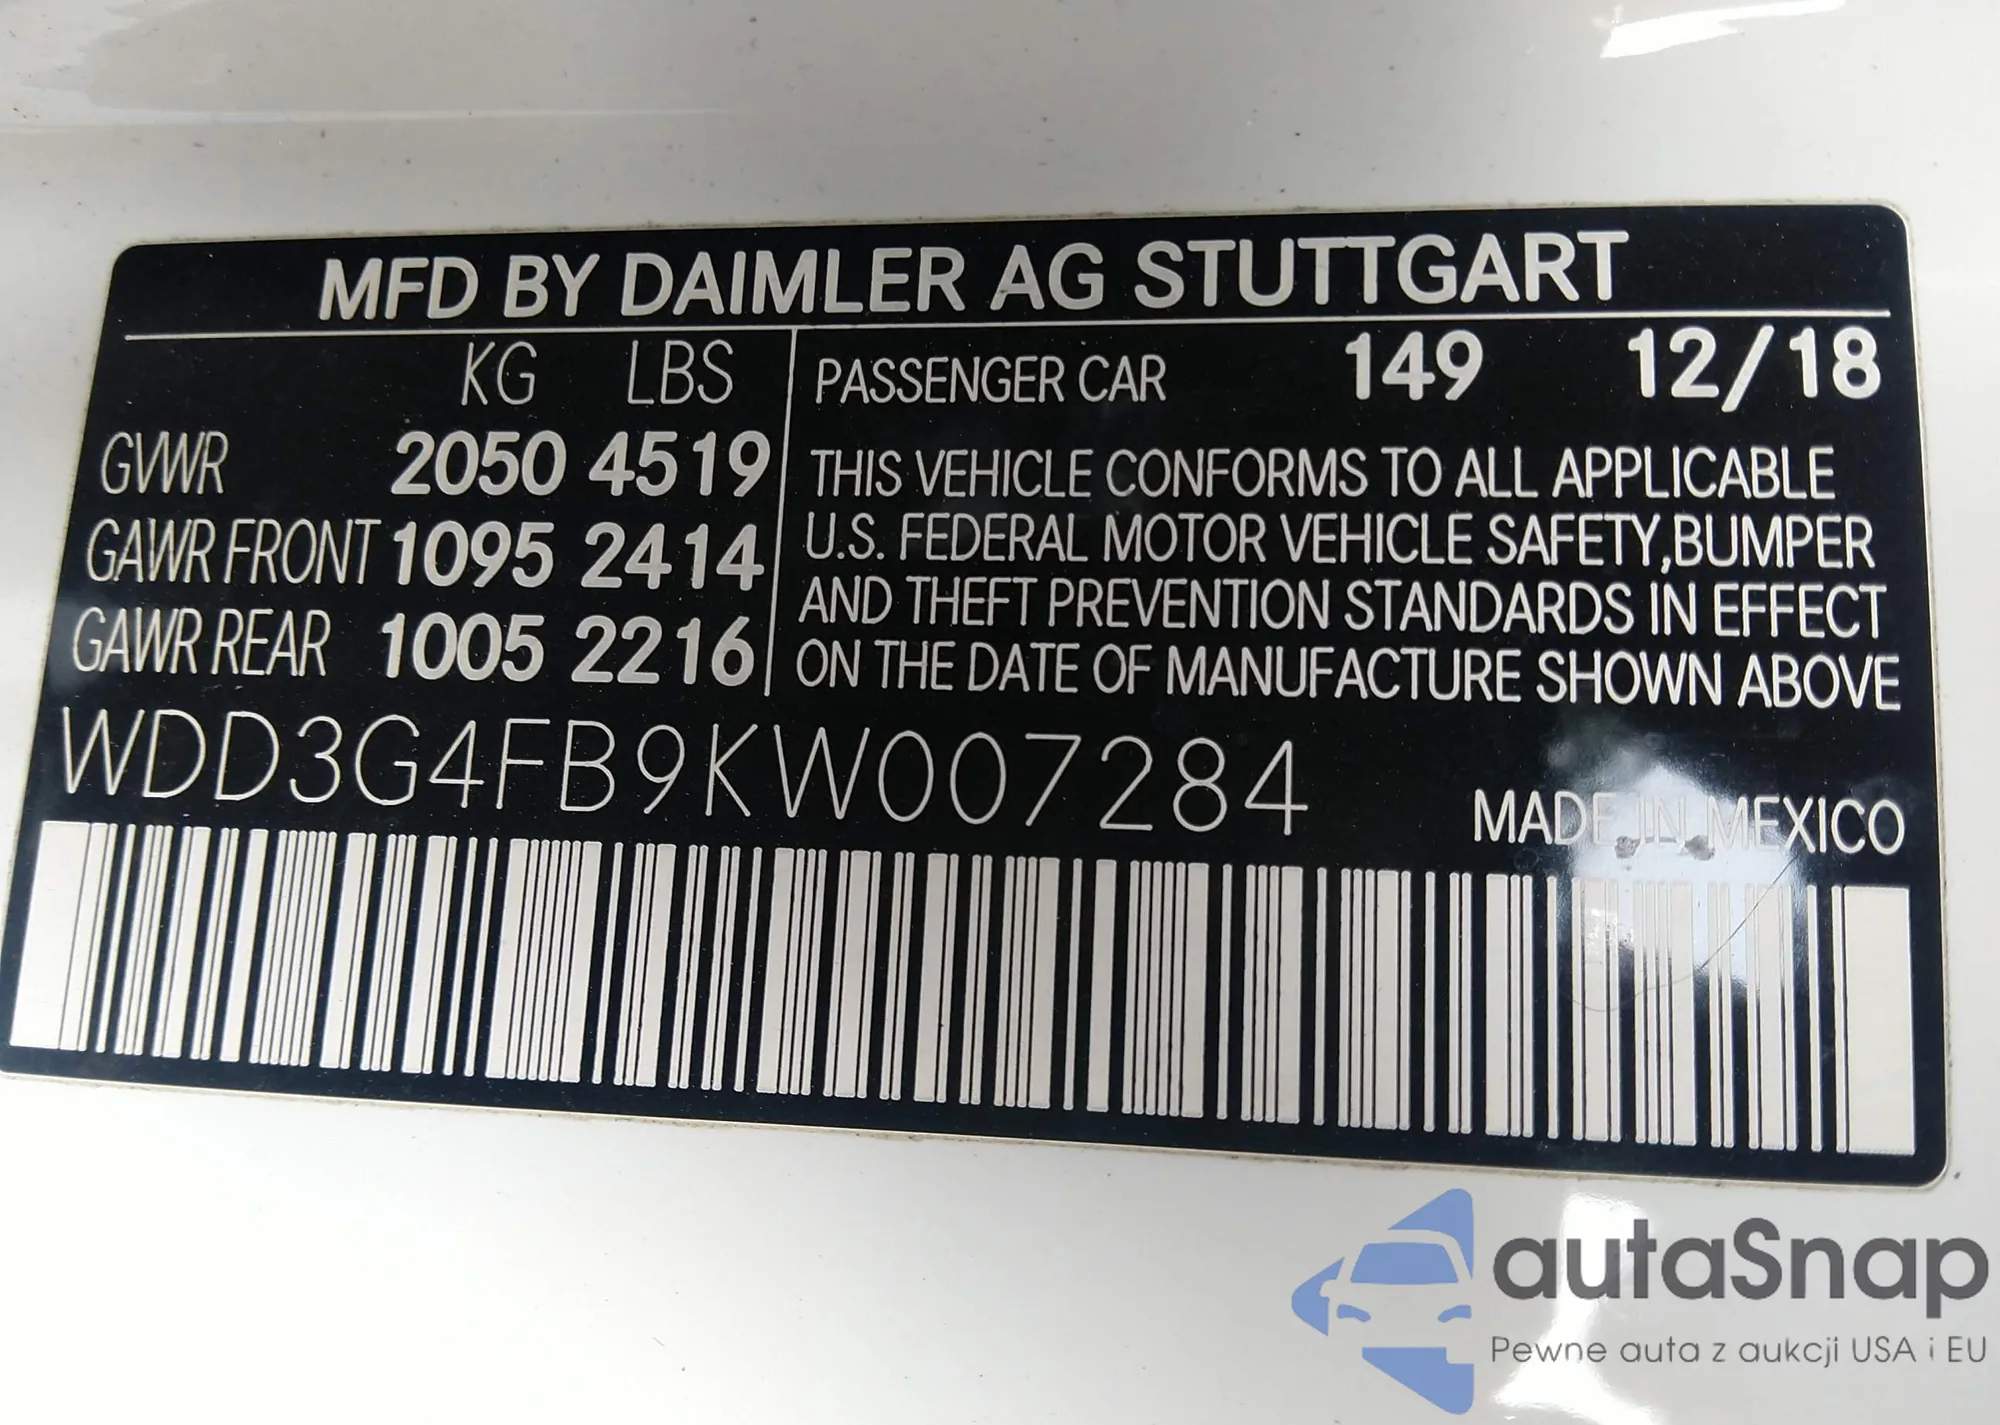 MFD BY DAIMLER AG STUTTGART
KG LBS
GVWR 2050 4519
GAWR FRONT 1095 2414
GAWR REAR 1005 2216
PASSENGER CAR 149 12/18
THIS VEHICLE CONFORMS TO ALL APPLICABLE
U.S. FEDERAL MOTOR VEHICLE SAFETY,BUMPER
AND THEFT PREVENTION STANDARDS IN EFFECT
ON THE DATE OF MANUFACTURE SHOWN ABOVE
WDD3G4FB9KW007284
MADE IN MEXICO
autaSnap
Pewne auta z aukcji USA i EU